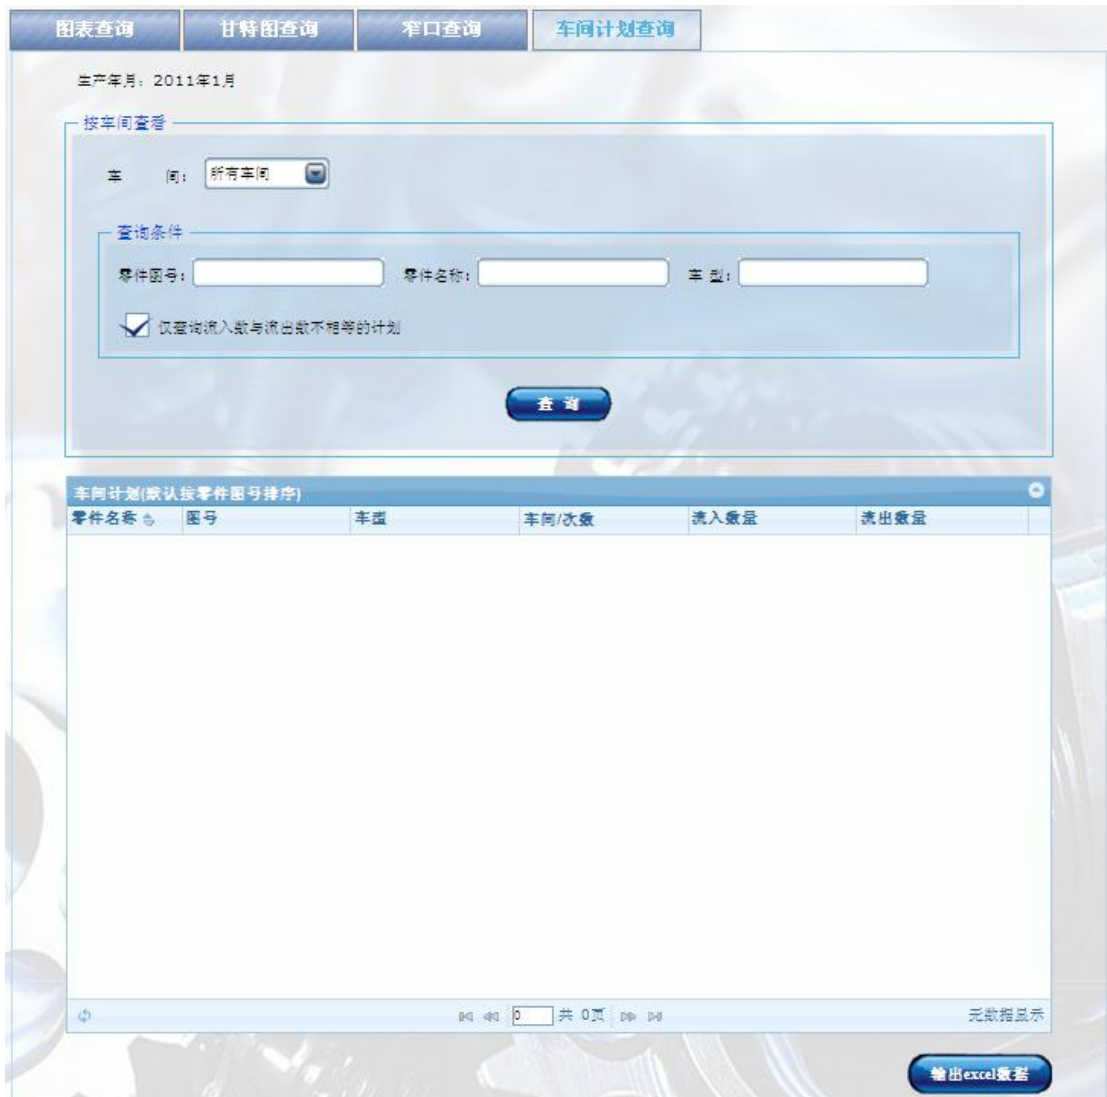 图表查询 甘特图查询 窄口查询 车间计划查询
生产年月：2011年1月
按车间查看
车 间： 所有车间
查询条件
零件图号： 零件名称： 车 型：
仅查询流入数与流出数不相等的计划
查 询
车间计划(默认按零件图号排序)
零件名称 图号 车型 车间/次数 流入数量 流出数量
0 共 0页 无数据显示
输出excel数据